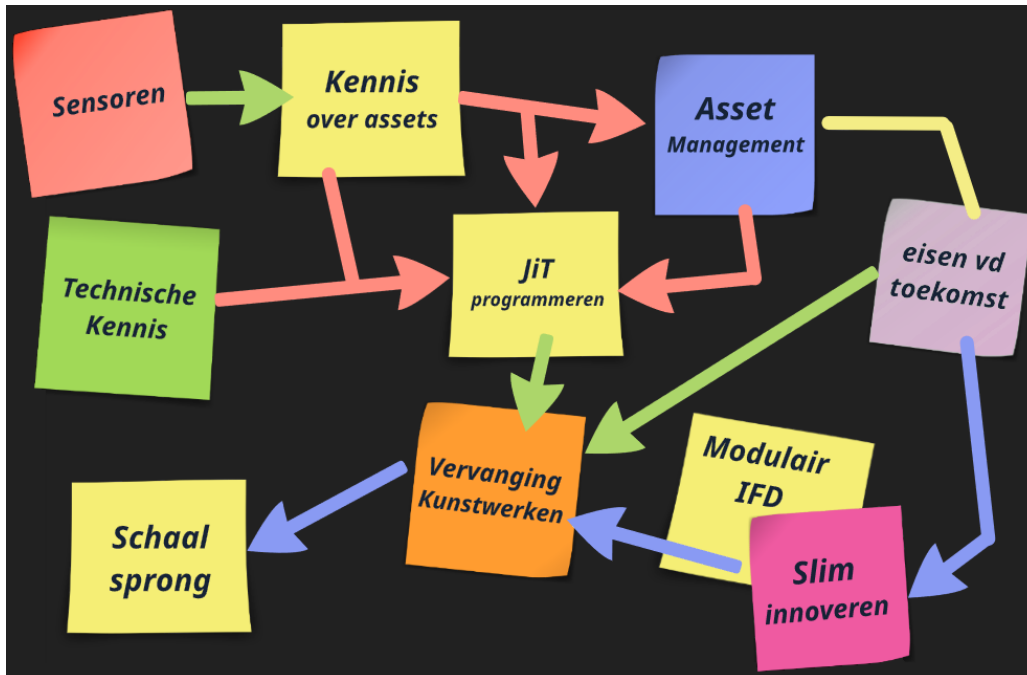 Sensoren
Kennis
over assets
Asset
Management
Technische
Kennis
JiT
programmeren
eisen vd
toekomst
Vervanging
Kunstwerken
Modulair
IFD
Schaal
sprong
Slim
innoveren